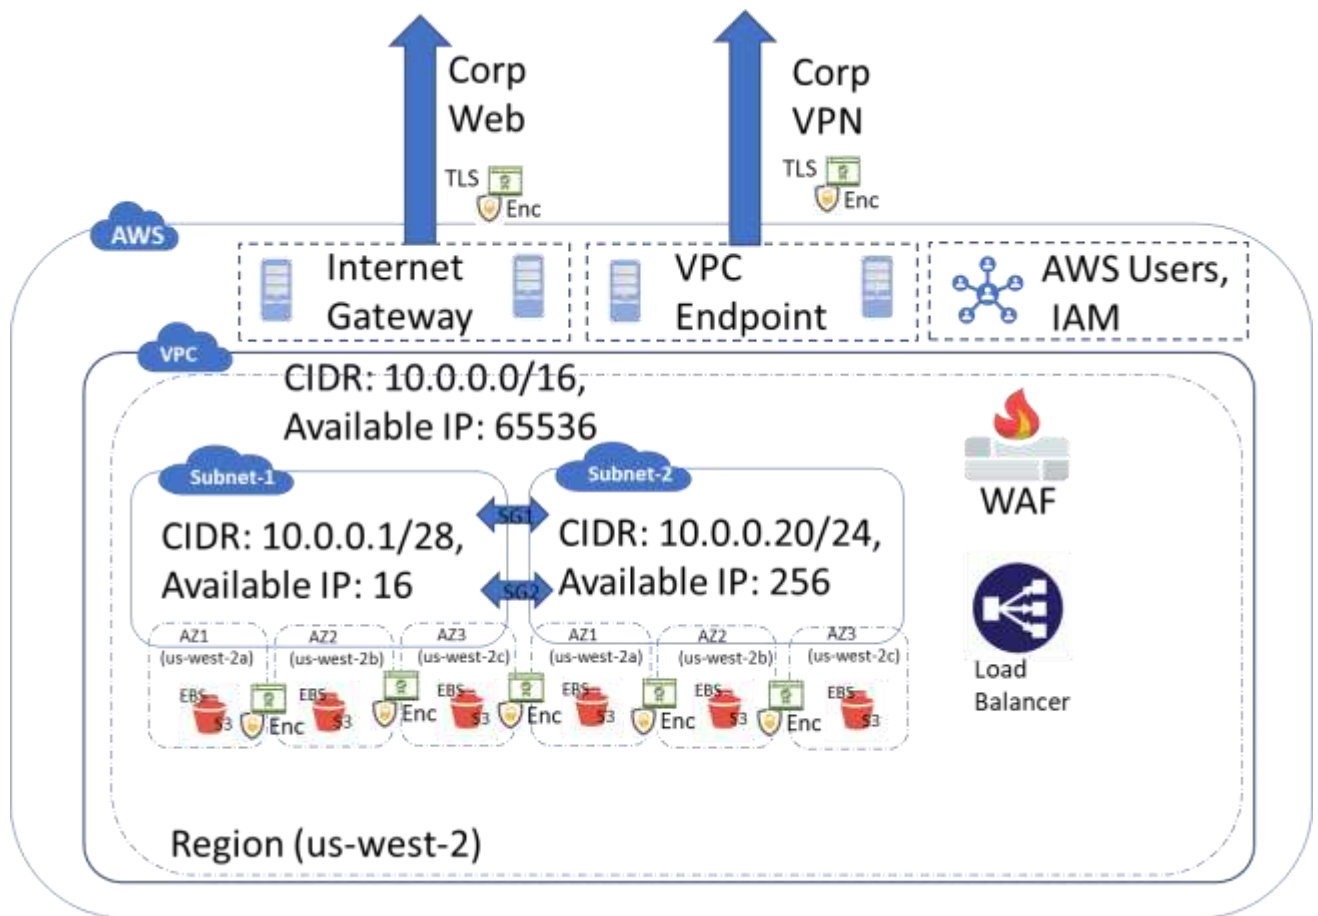 Corp
Web
TLS
Enc
Corp
VPN
TLS
Enc
AWS
Internet
Gateway
VPC
Endpoint
AWS Users,
IAM
VPC
CIDR: 10.0.0.0/16,
Available IP: 65536
WAF
Subnet-1
Subnet-2
CIDR: 10.0.0.1/28,
Available IP: 16
SG1
SG2
CIDR: 10.0.0.20/24,
Available IP: 256
Load
Balancer
AZ1
(us-west-2a)
EBS
S3
Enc
AZ2
(us-west-2b)
EBS
S3
Enc
AZ3
(us-west-2c)
EBS
S3
Enc
AZ1
(us-west-2a)
EBS
S3
Enc
AZ2
(us-west-2b)
EBS
S3
Enc
AZ3
(us-west-2c)
EBS
S3
Region (us-west-2)